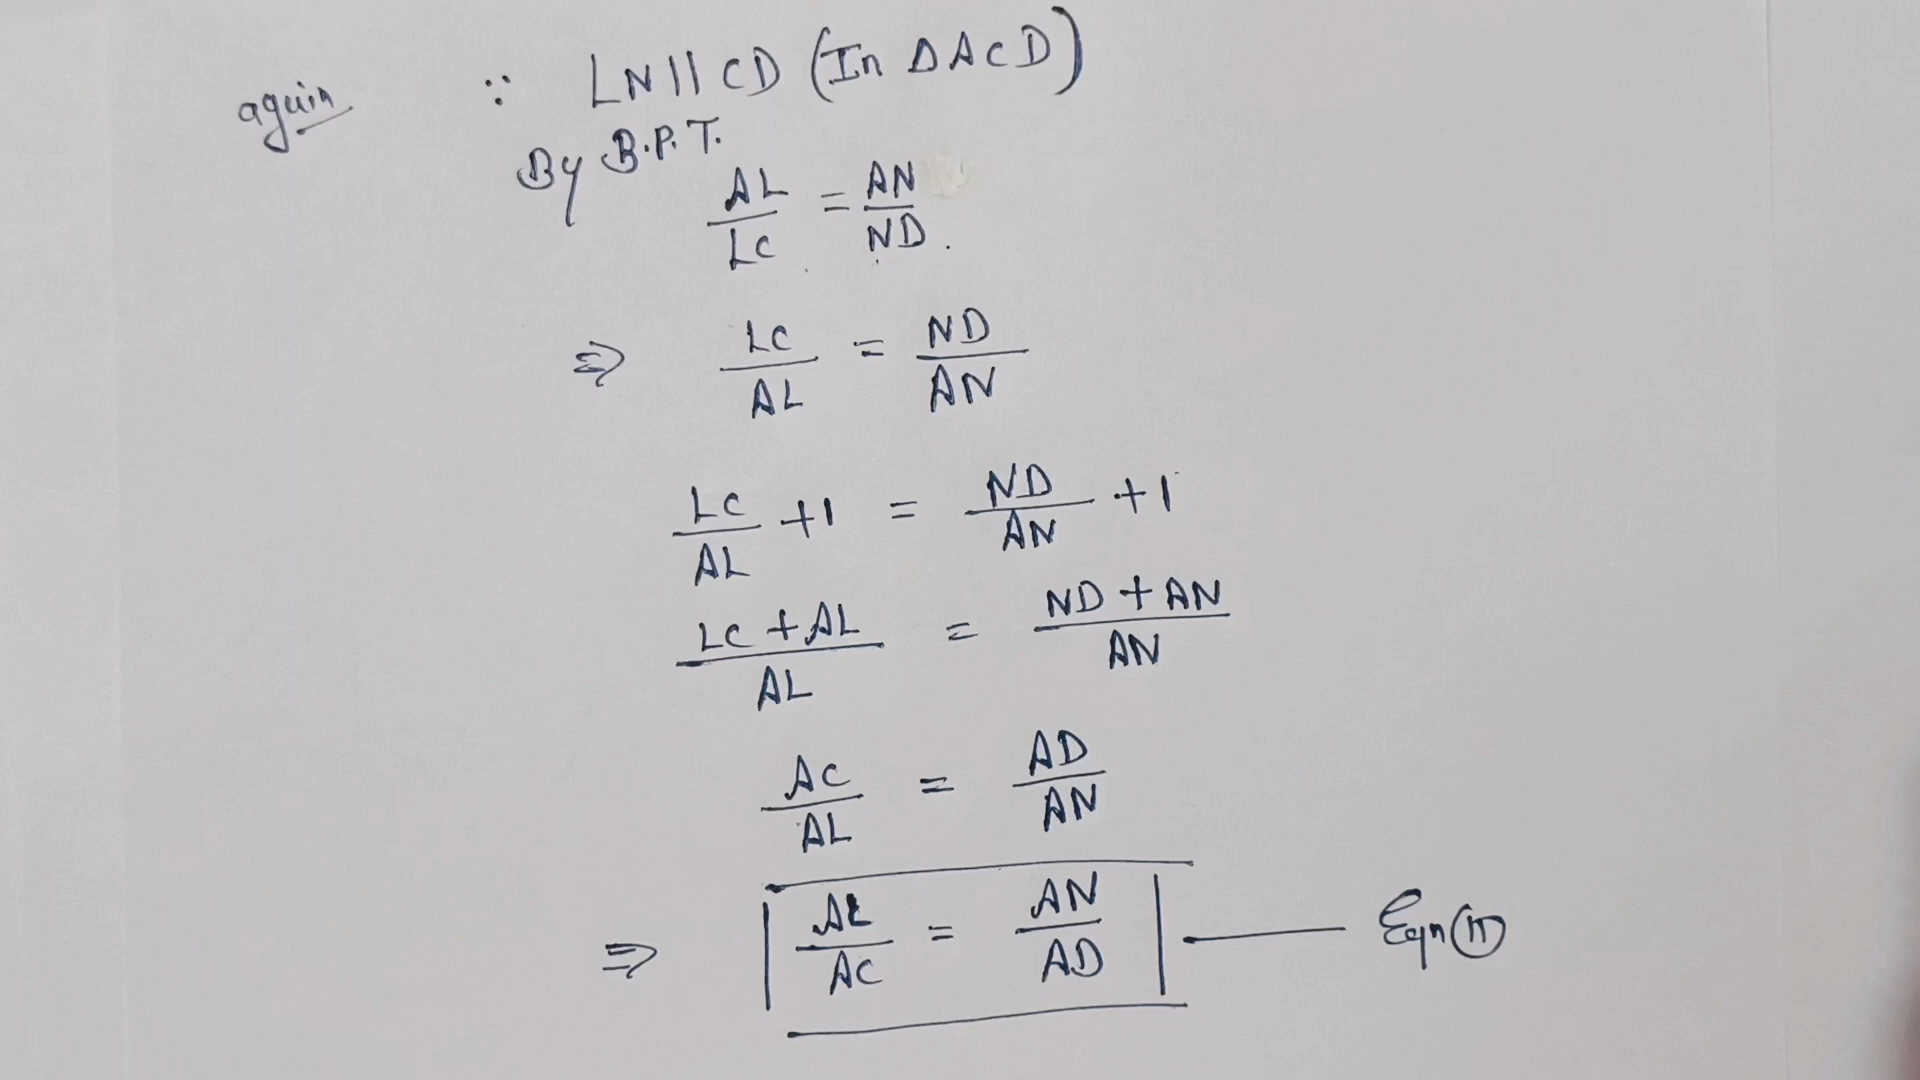 again ∵ LN || CD (In ΔACD)
By B.P.T.
AL/LC = AN/ND.
⇒ LC/AL = ND/AN
LC/AL + 1 = ND/AN + 1
LC + AL/AL = ND + AN/AN
AC/AL = AD/AN
⇒ AL/AC = AN/AD — Eqn (II)